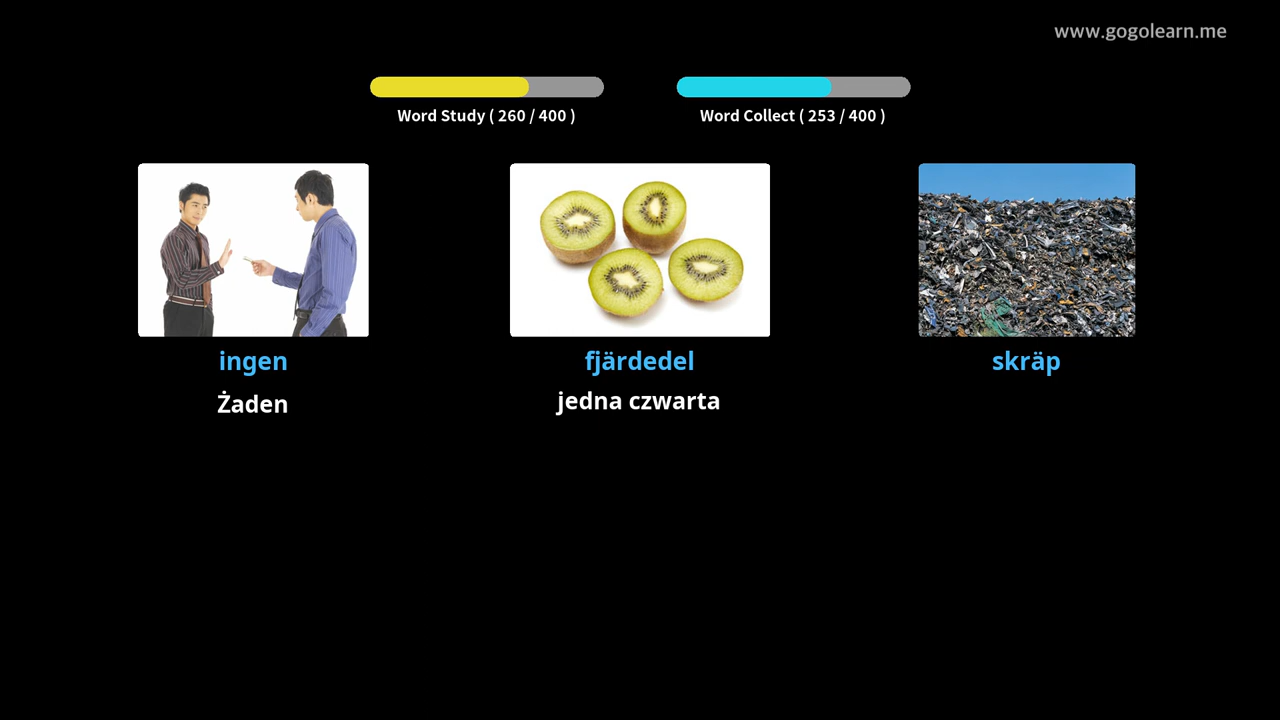 www.gogolearn.me
Word Study ( 260 / 400 )
Word Collect ( 253 / 400 )
ingen
fjärdedel
skräp
Żaden
jedna czwarta